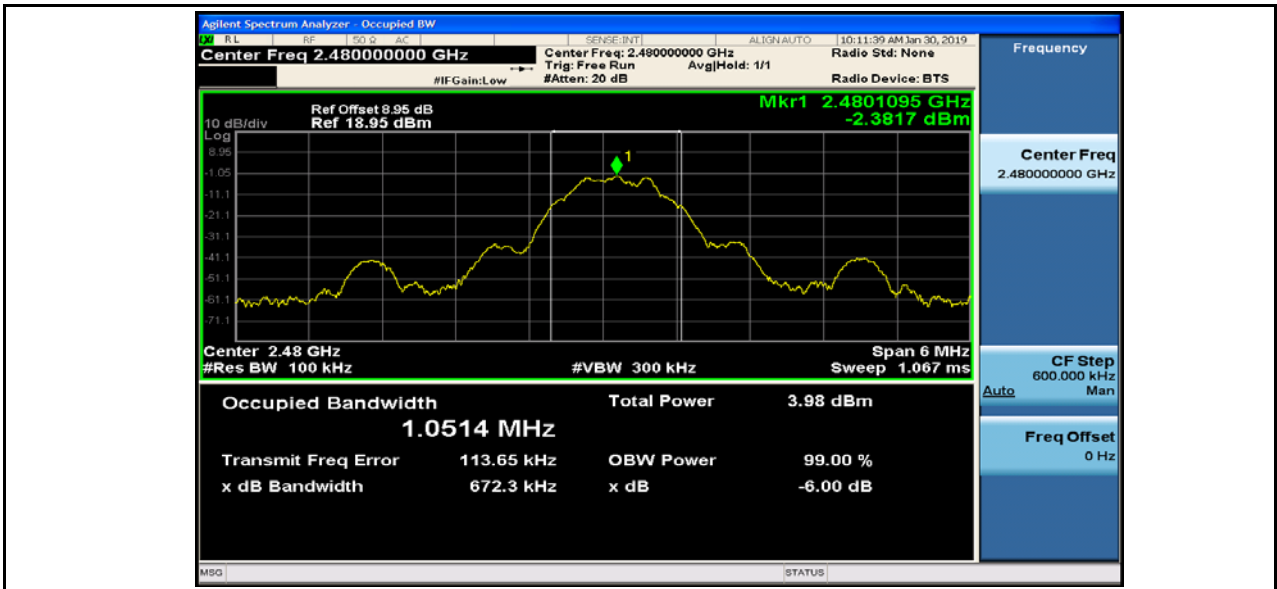 Agilent Spectrum Analyzer - Occupied BW
RL RF 50 Ω AC SENSE:INT ALIGN AUTO 10:11:39 AM Jan 30, 2019
Center Freq 2.480000000 GHz
Center Freq: 2.480000000 GHz Radio Std: None
Trig: Free Run Avg|Hold: 1/1
#IFGain:Low #Atten: 20 dB Radio Device: BTS
Frequency
Ref Offset 8.95 dB Mkr1 2.4801095 GHz
10 dB/div Ref 18.95 dBm -2.3817 dBm
Log
8.95
1
-1.05
-11.1
-21.1
-31.1
-41.1
-51.1
-61.1
-71.1
Center 2.48 GHz Span 6 MHz
#Res BW 100 kHz #VBW 300 kHz Sweep 1.067 ms
Center Freq
2.480000000 GHz
CF Step
600.000 kHz
Auto Man
Freq Offset
0 Hz
Occupied Bandwidth Total Power 3.98 dBm
1.0514 MHz
Transmit Freq Error 113.65 kHz OBW Power 99.00 %
x dB Bandwidth 672.3 kHz x dB -6.00 dB
MSG STATUS